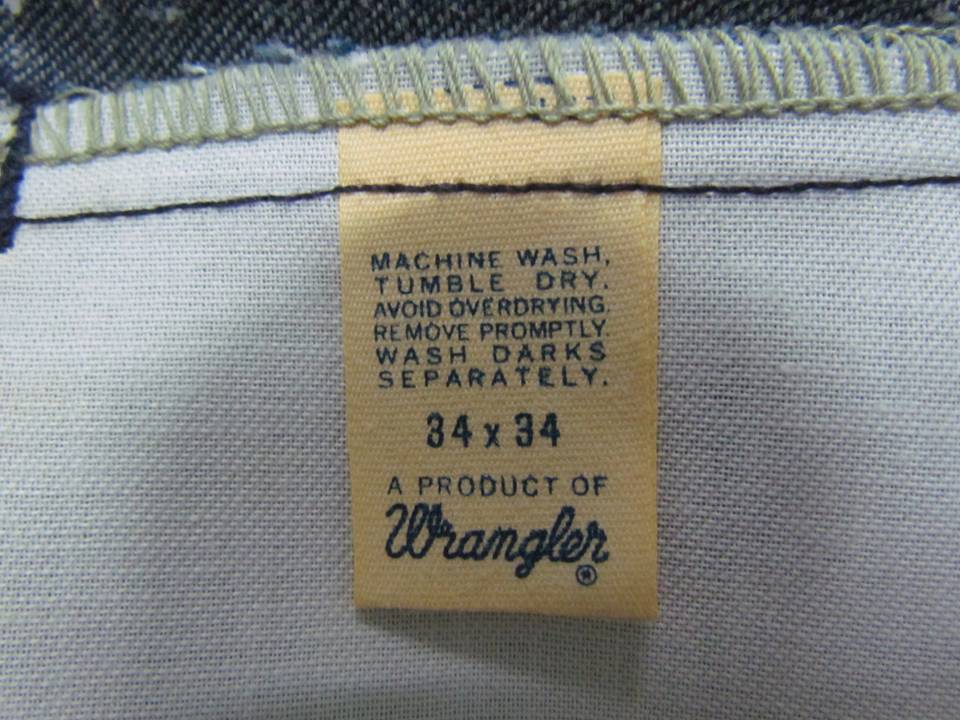 MACHINE WASH,
TUMBLE DRY.
AVOID OVERDRYING.
REMOVE PROMPTLY.
WASH DARKS
SEPARATELY.
34 x 34
A PRODUCT OF
Wrangler
®